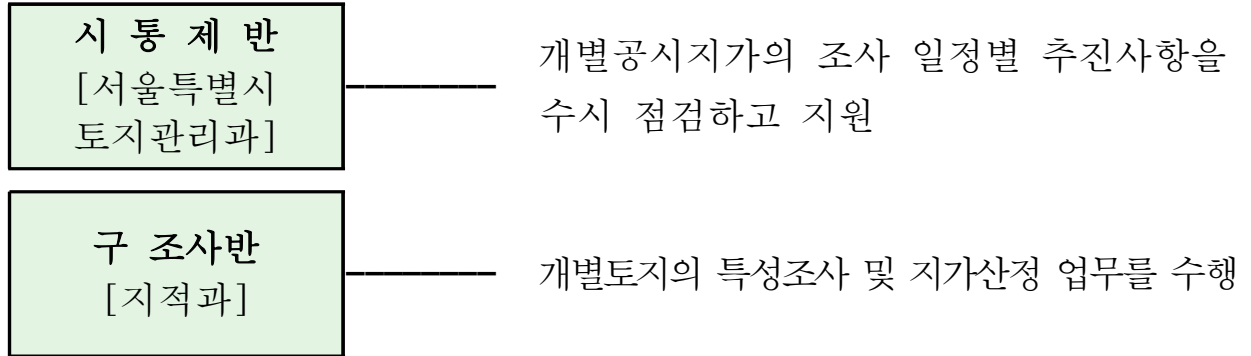 시 통 제 반
[서울특별시
토지관리과]
개별공시지가의 조사 일정별 추진사항을
수시 점검하고 지원
구 조사반
[지적과]
개별토지의 특성조사 및 지가산정 업무를 수행